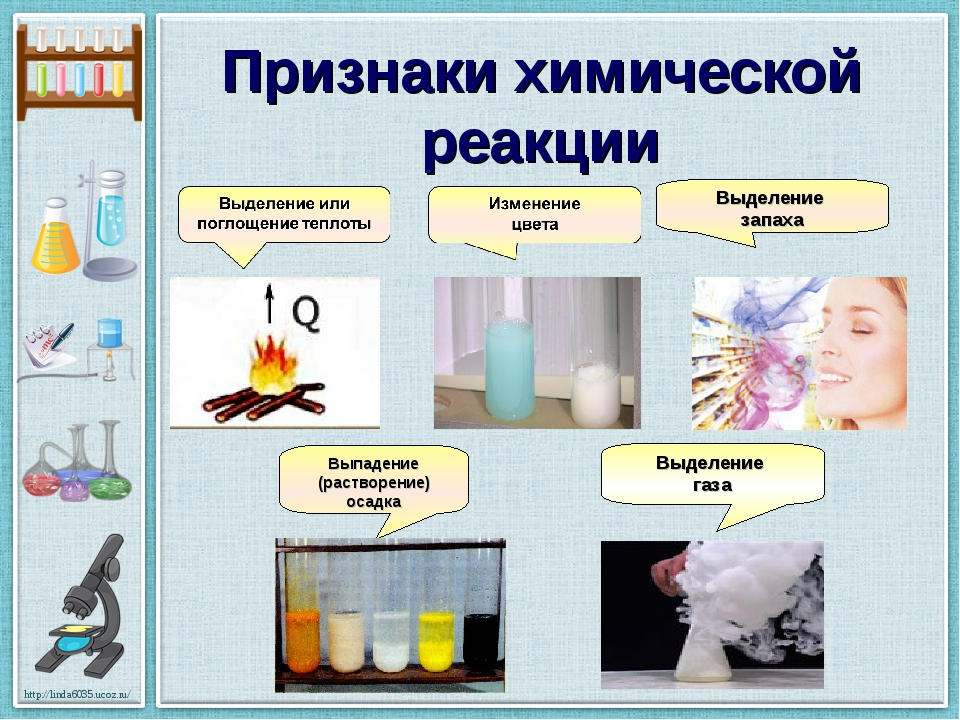 Признаки химической
реакции
Выделение или
поглощение теплоты
Изменение
цвета
Выделение
запаха
Q
Выпадение
(растворение)
осадка
Выделение
газа
http://linda6035.ucoz.ru/